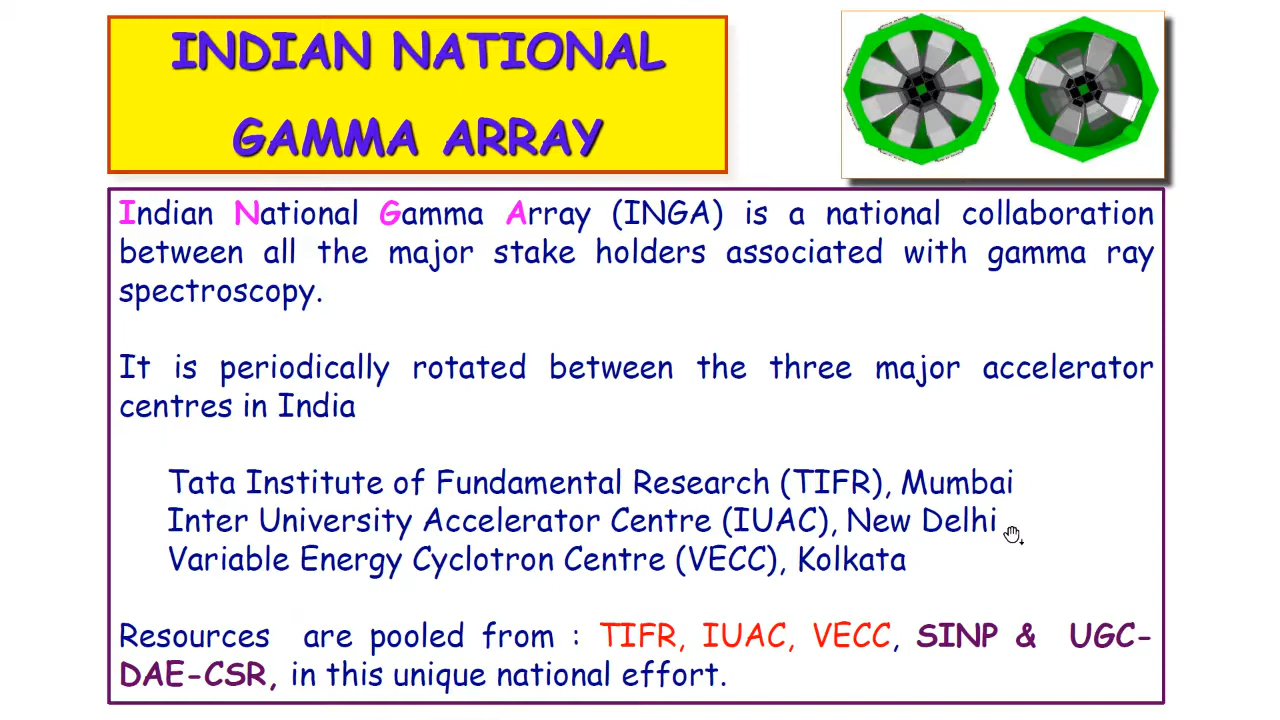 INDIAN NATIONAL
GAMMA ARRAY
Indian National Gamma Array (INGA) is a national collaboration
between all the major stake holders associated with gamma ray
spectroscopy.
It is periodically rotated between the three major accelerator
centres in India
Tata Institute of Fundamental Research (TIFR), Mumbai
Inter University Accelerator Centre (IUAC), New Delhi
Variable Energy Cyclotron Centre (VECC), Kolkata
Resources are pooled from : TIFR, IUAC, VECC, SINP & UGC-
DAE-CSR, in this unique national effort.